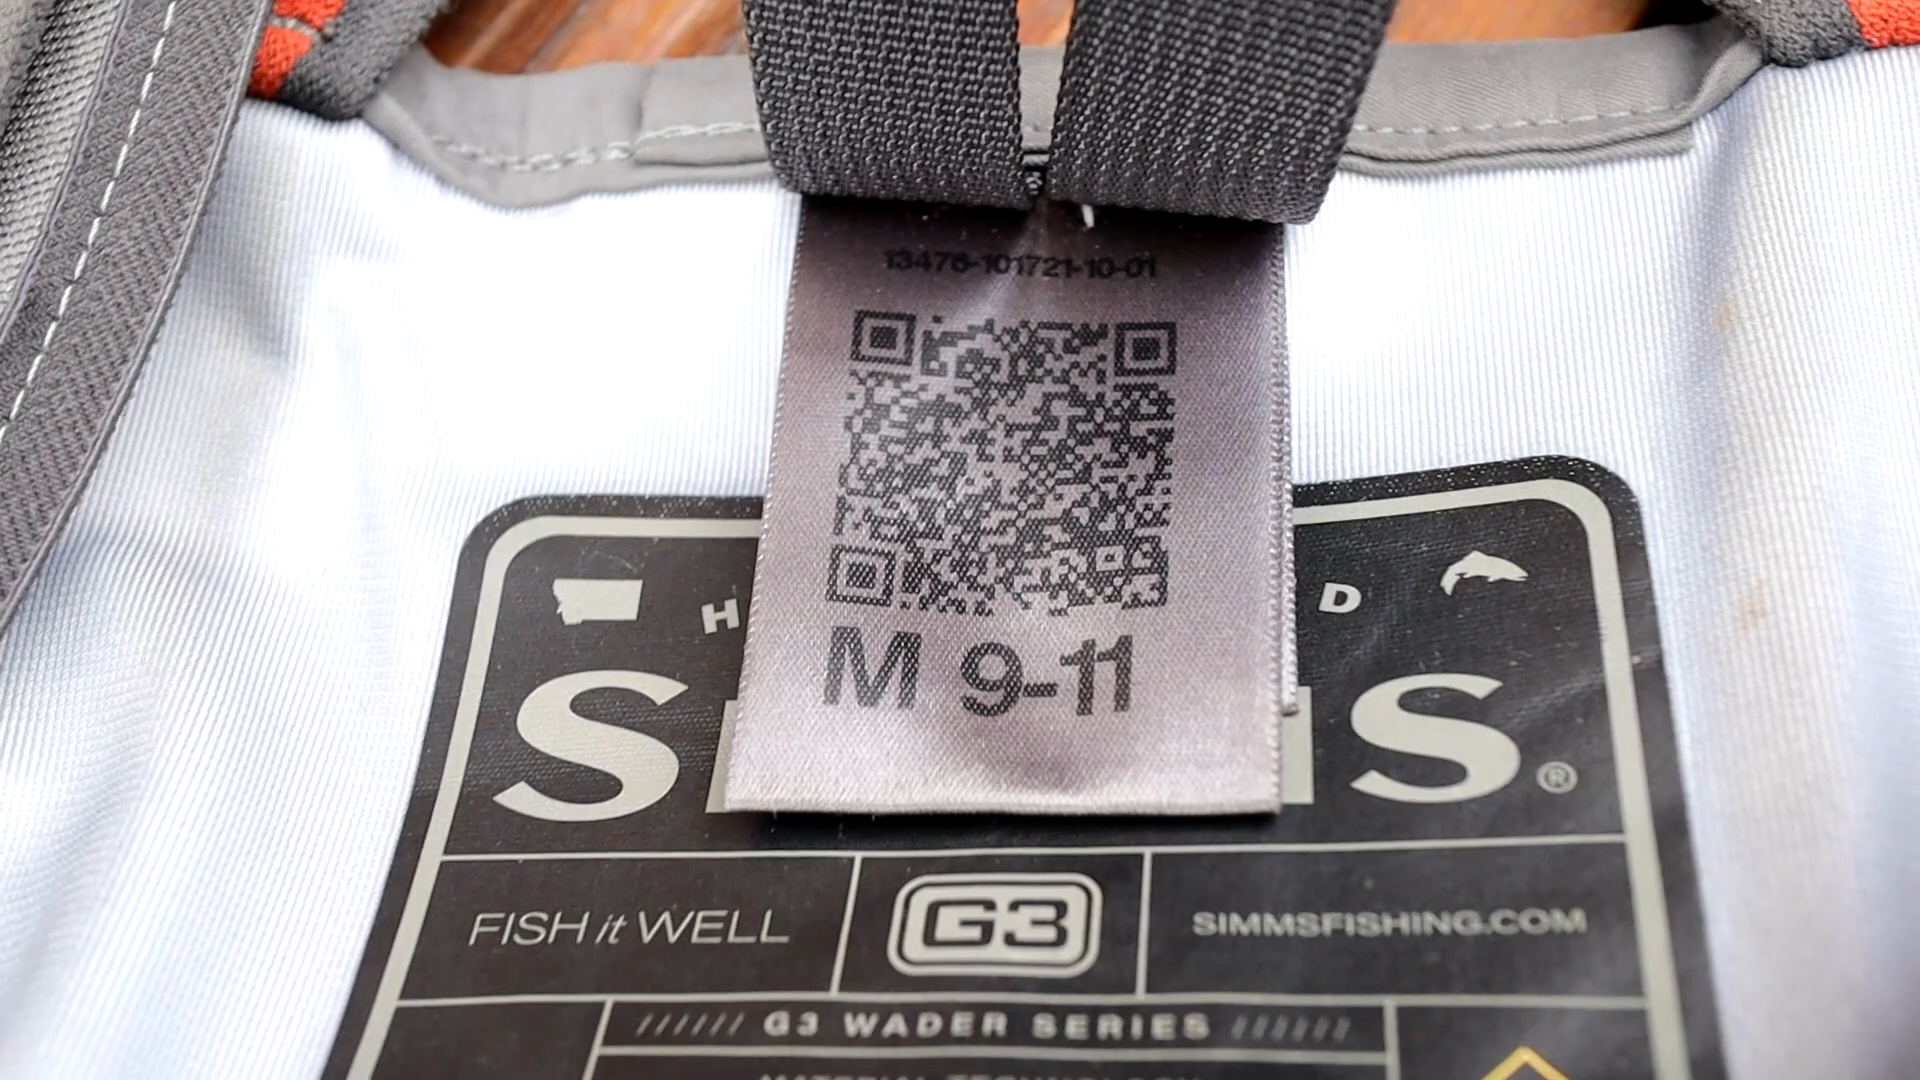 13476-101721-10-01
M 9-11
H D
S S®
FISH it WELL
G3
SIMMSFISHING.COM
////// G3 WADER SERIES //////